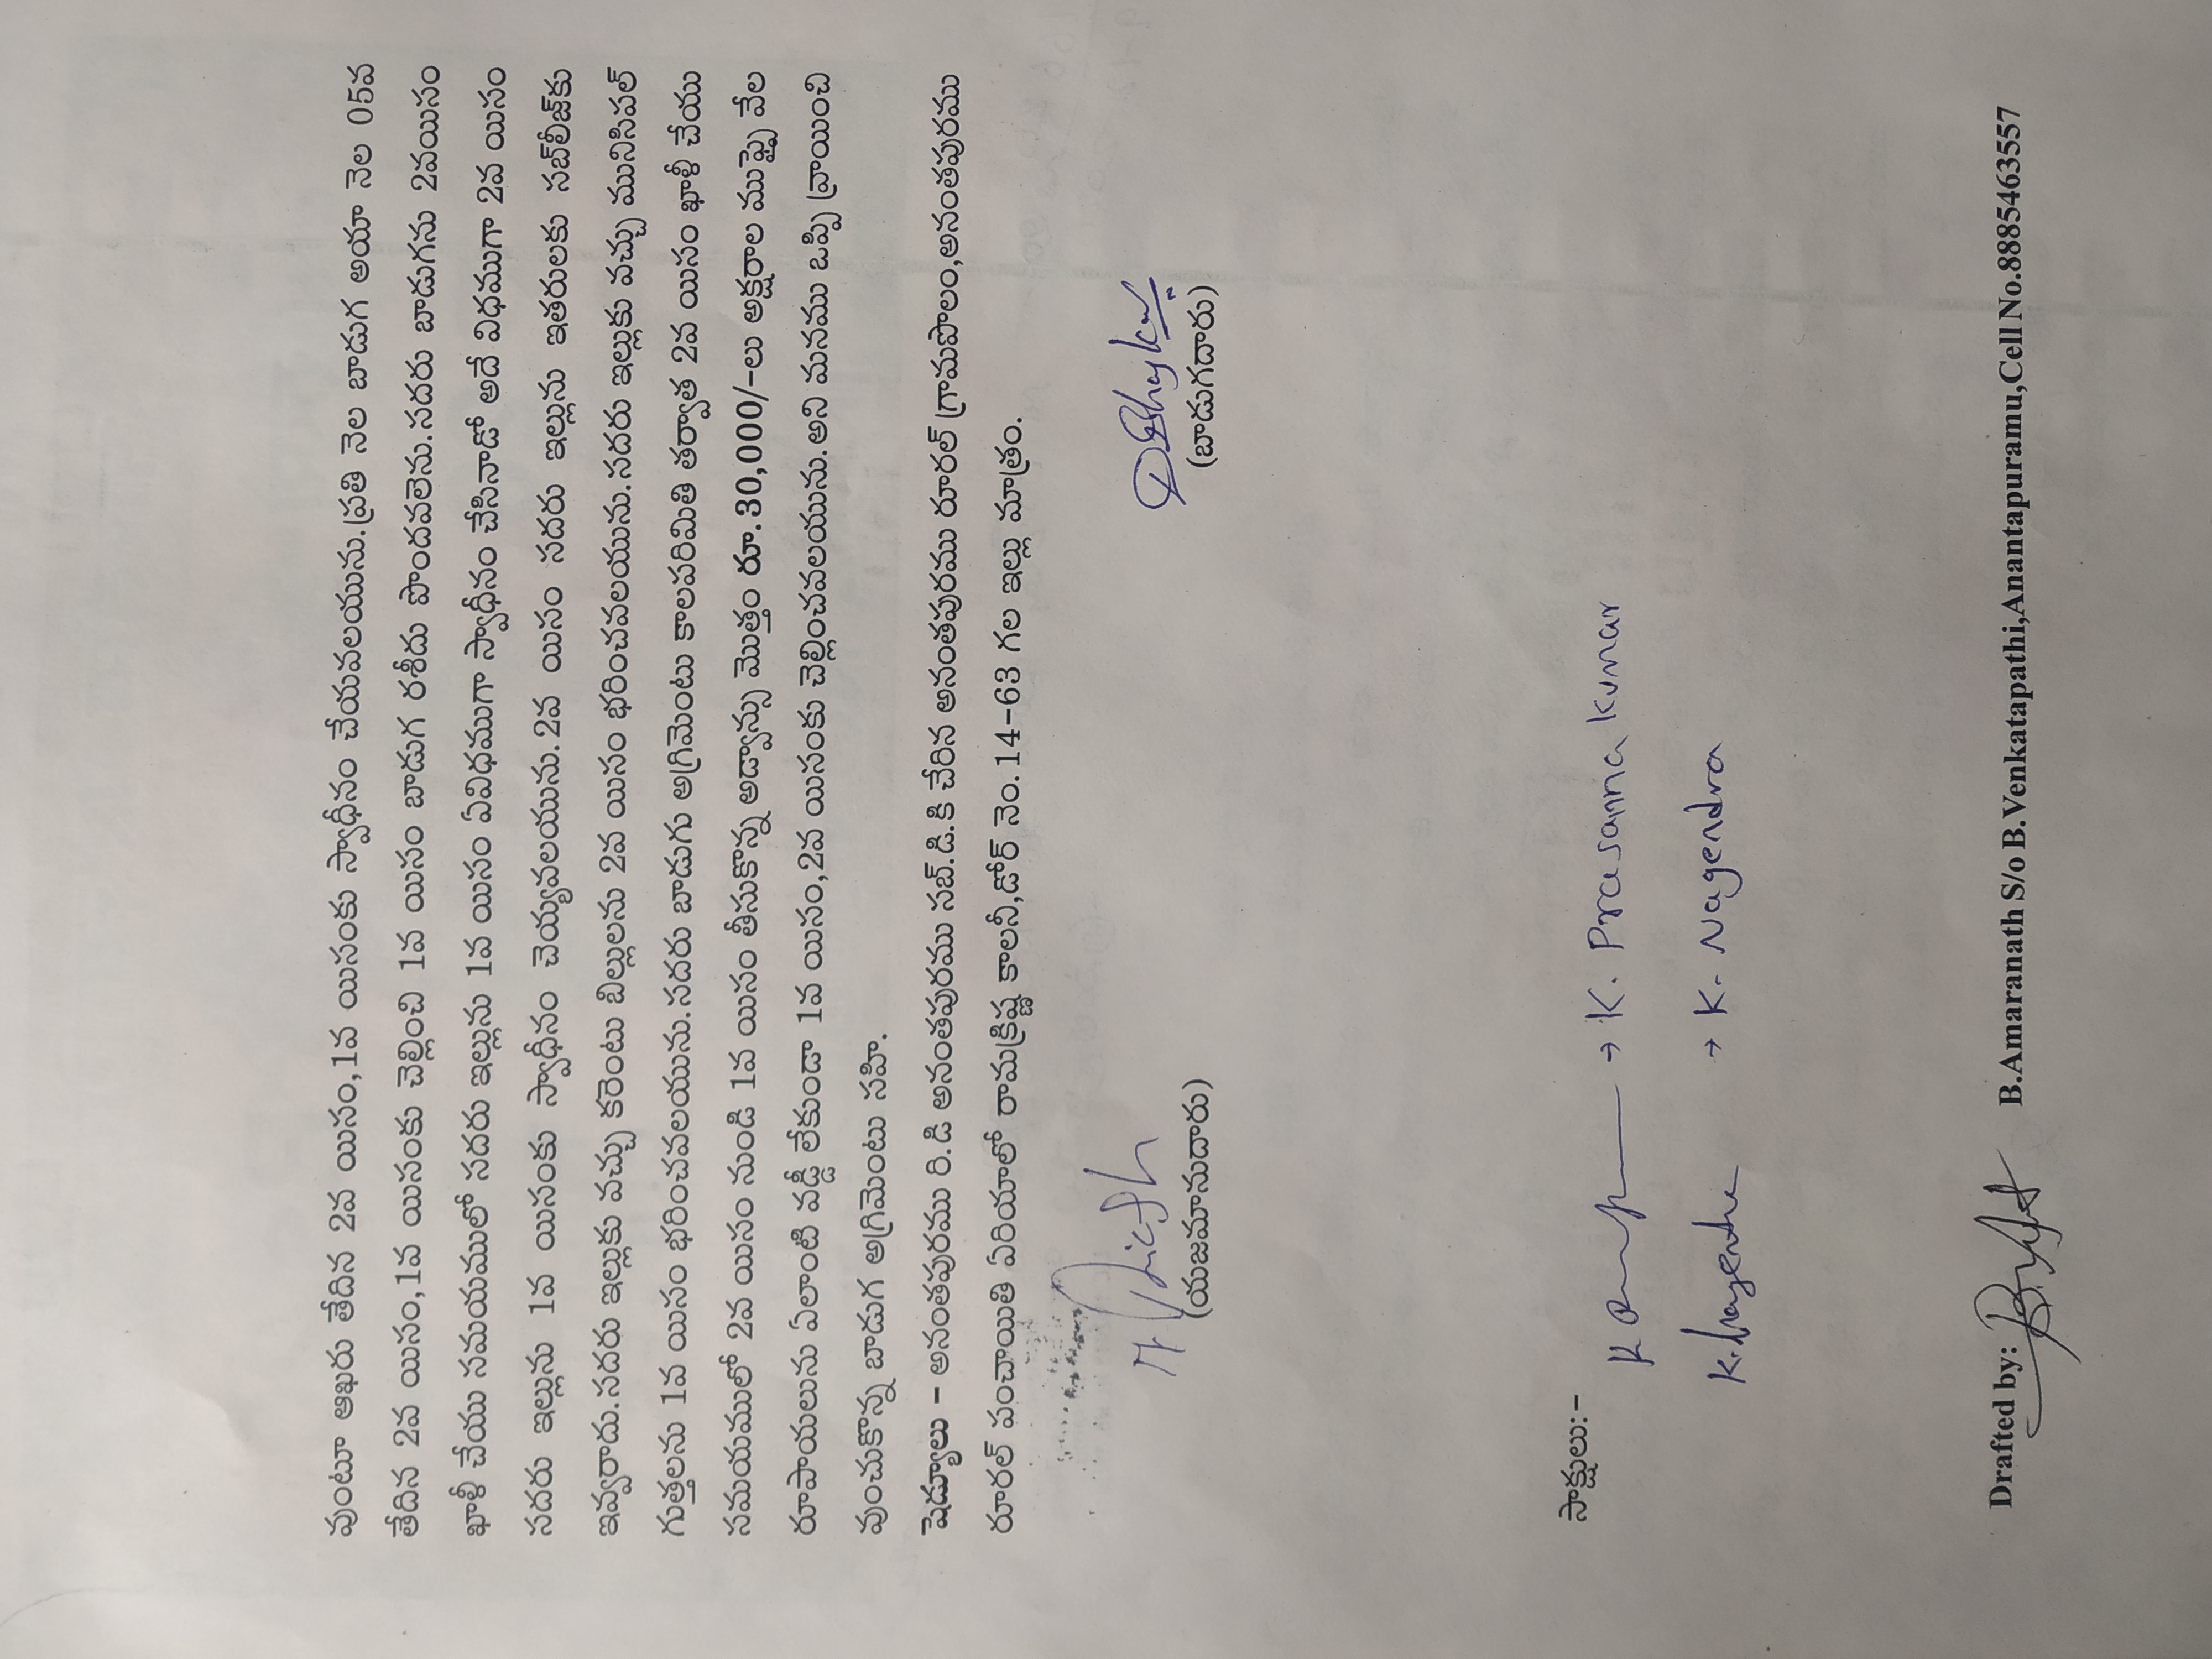 వుంటూ ఆఖరు తేదిన 2వ యిసం,1వ యిసంకు స్వాధీనం చేయవలయును.ప్రతి నెల బాడుగ అయా నెల 05వ
తేదిన 2వ యిసం,1వ యిసంకు చెల్లించి 1వ యిసం బాడుగ రశీదు పొందవలెను.సదరు బాడుగను 2వయిసం
ఖాళీ చేయు సమయములో సదరు ఇల్లును 1వ యిసం ఏవిధముగా స్వాధీనం చేసినాడో అదే విధముగా 2వ యిసం
సదరు ఇల్లును 1వ యిసంకు స్వాధీనం చెయ్యవలయును.2వ యిసం సదరు ఇల్లును ఇతరులకు సబ్‌లీజ్‌కు
ఇవ్వరాదు.సదరు ఇల్లుకు వచ్చు కరెంటు బిల్లులను 2వ యిసం భరించవలయును.సదరు ఇల్లుకు వచ్చు మునిసిపల్
గుత్తలను 1వ యిసం భరించవలయును.సదరు బాడుగు అగ్రిమెంటు కాలపరిమితి తర్వాత 2వ యిసం ఖాళీ చేయు
సమయములో 2వ యిసం నుండి 1వ యిసం తీసుకొన్న అడ్వాన్సు మొత్తం రూ.30,000/-లు అక్షరాల ముఫ్ఫై వేల
రూపాయలును ఏలాంటి వడ్డీ లేకుండా 1వ యిసం,2వ యిసంకు చెల్లించవలయును.అని మనము ఒప్పి వ్రాయించి
వుంచుకొన్న బాడుగ అగ్రిమెంటు సహి.
షెడ్యూలు - అనంతపురము రి.డి అనంతపురము సబ్.డి.కి చేరిన అనంతపురము రూరల్ గ్రామపొలం,అనంతపురము
రూరల్ పంచాయితి ఏరియాలో రామక్రిష్ణ కాలనీ,డోర్ నెం.14-63 గల ఇల్లు మాత్రం.
(యజమానుదారు) (బాడుగదారు)
సాక్షులు:-
→ K. Prasanna Kumar
K. Nagendra → K. Nagendra
Drafted by: B.Amaranath S/o B.Venkatapathi,Anantapuramu,Cell No.8885463557